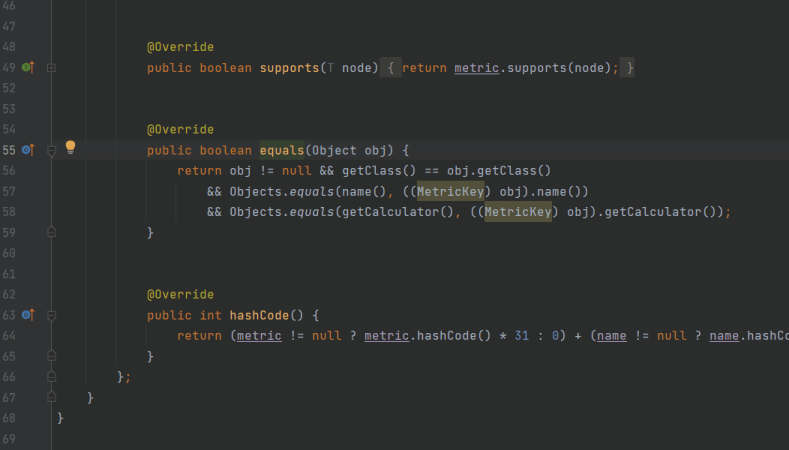 46
47
48 @Override
49 public boolean supports(T node) { return metric.supports(node); }
52
53
54 @Override
55 public boolean equals(Object obj) {
56 return obj != null && getClass() == obj.getClass()
57 && Objects.equals(name(), ((MetricKey) obj).name())
58 && Objects.equals(getCalculator(), ((MetricKey) obj).getCalculator());
59 }
60
61
62 @Override
63 public int hashCode() {
64 return (metric != null ? metric.hashCode() * 31 : 0) + (name != null ? name.hashCo
65 }
66 };
67 }
68 }
69